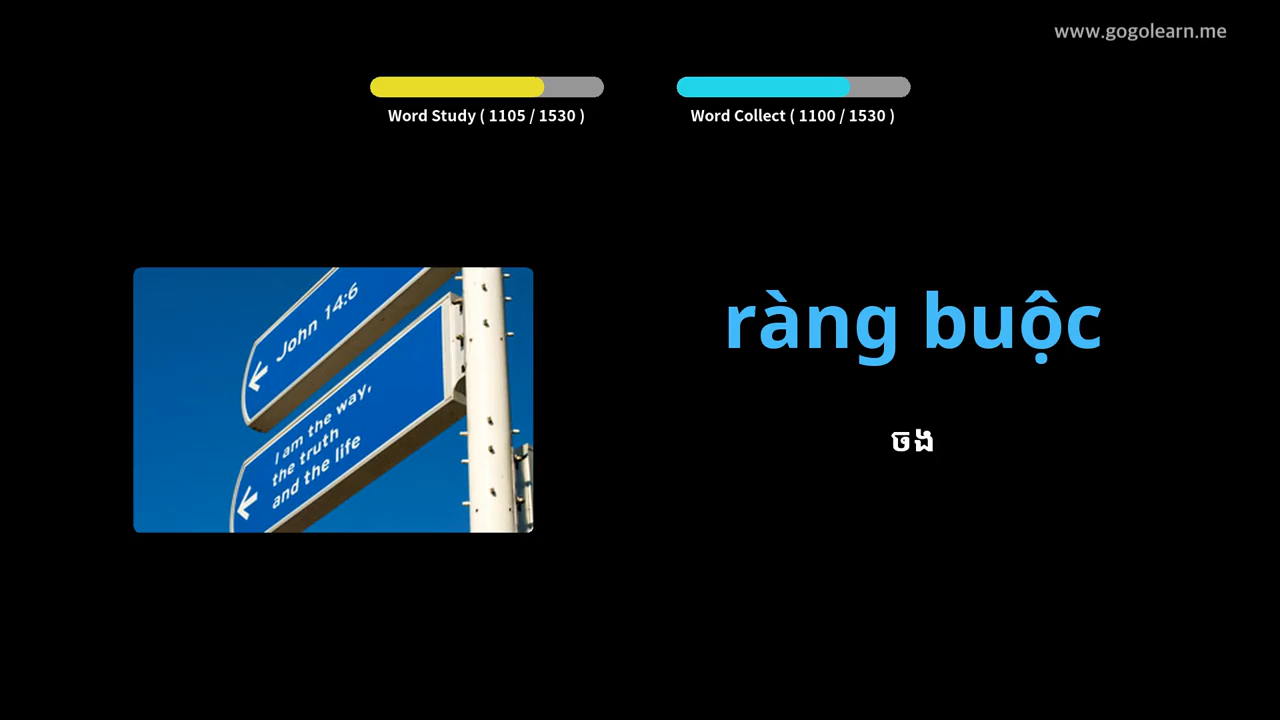 www.gogolearn.me
Word Study ( 1105 / 1530 )
Word Collect ( 1100 / 1530 )
John 14:6
I am the way,
the truth
and the life
ràng buộc
ចង